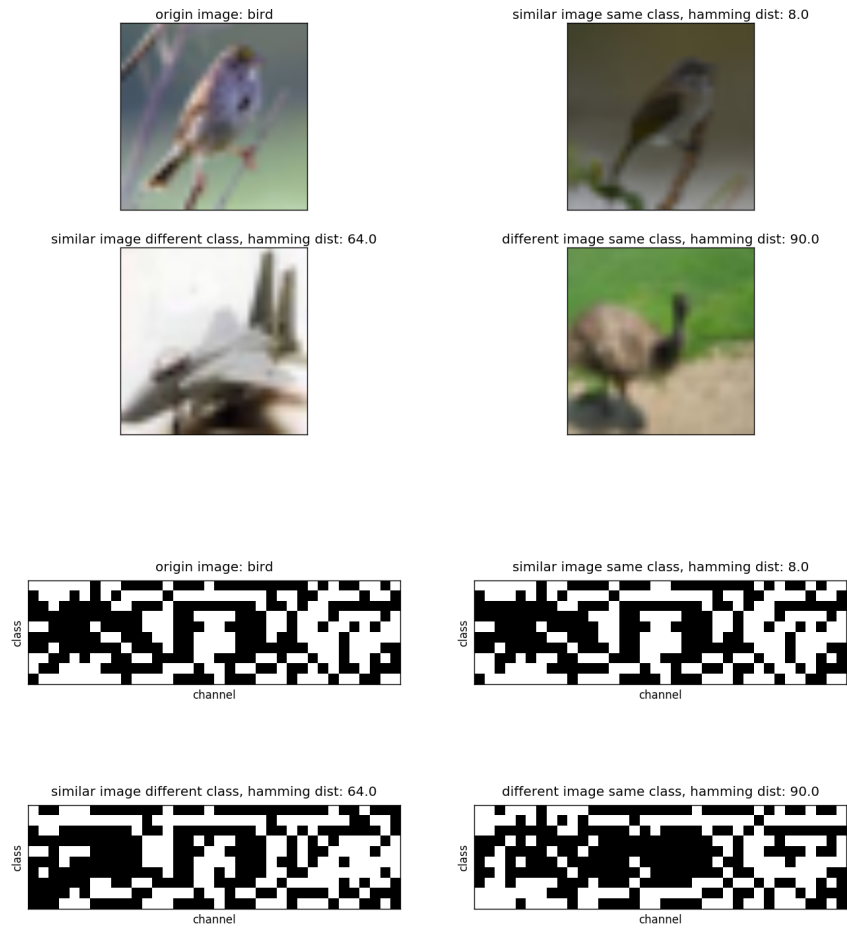 origin image: bird
similar image same class, hamming dist: 8.0
similar image different class, hamming dist: 64.0
different image same class, hamming dist: 90.0
origin image: bird
similar image same class, hamming dist: 8.0
class
channel
class
channel
similar image different class, hamming dist: 64.0
different image same class, hamming dist: 90.0
class
channel
class
channel